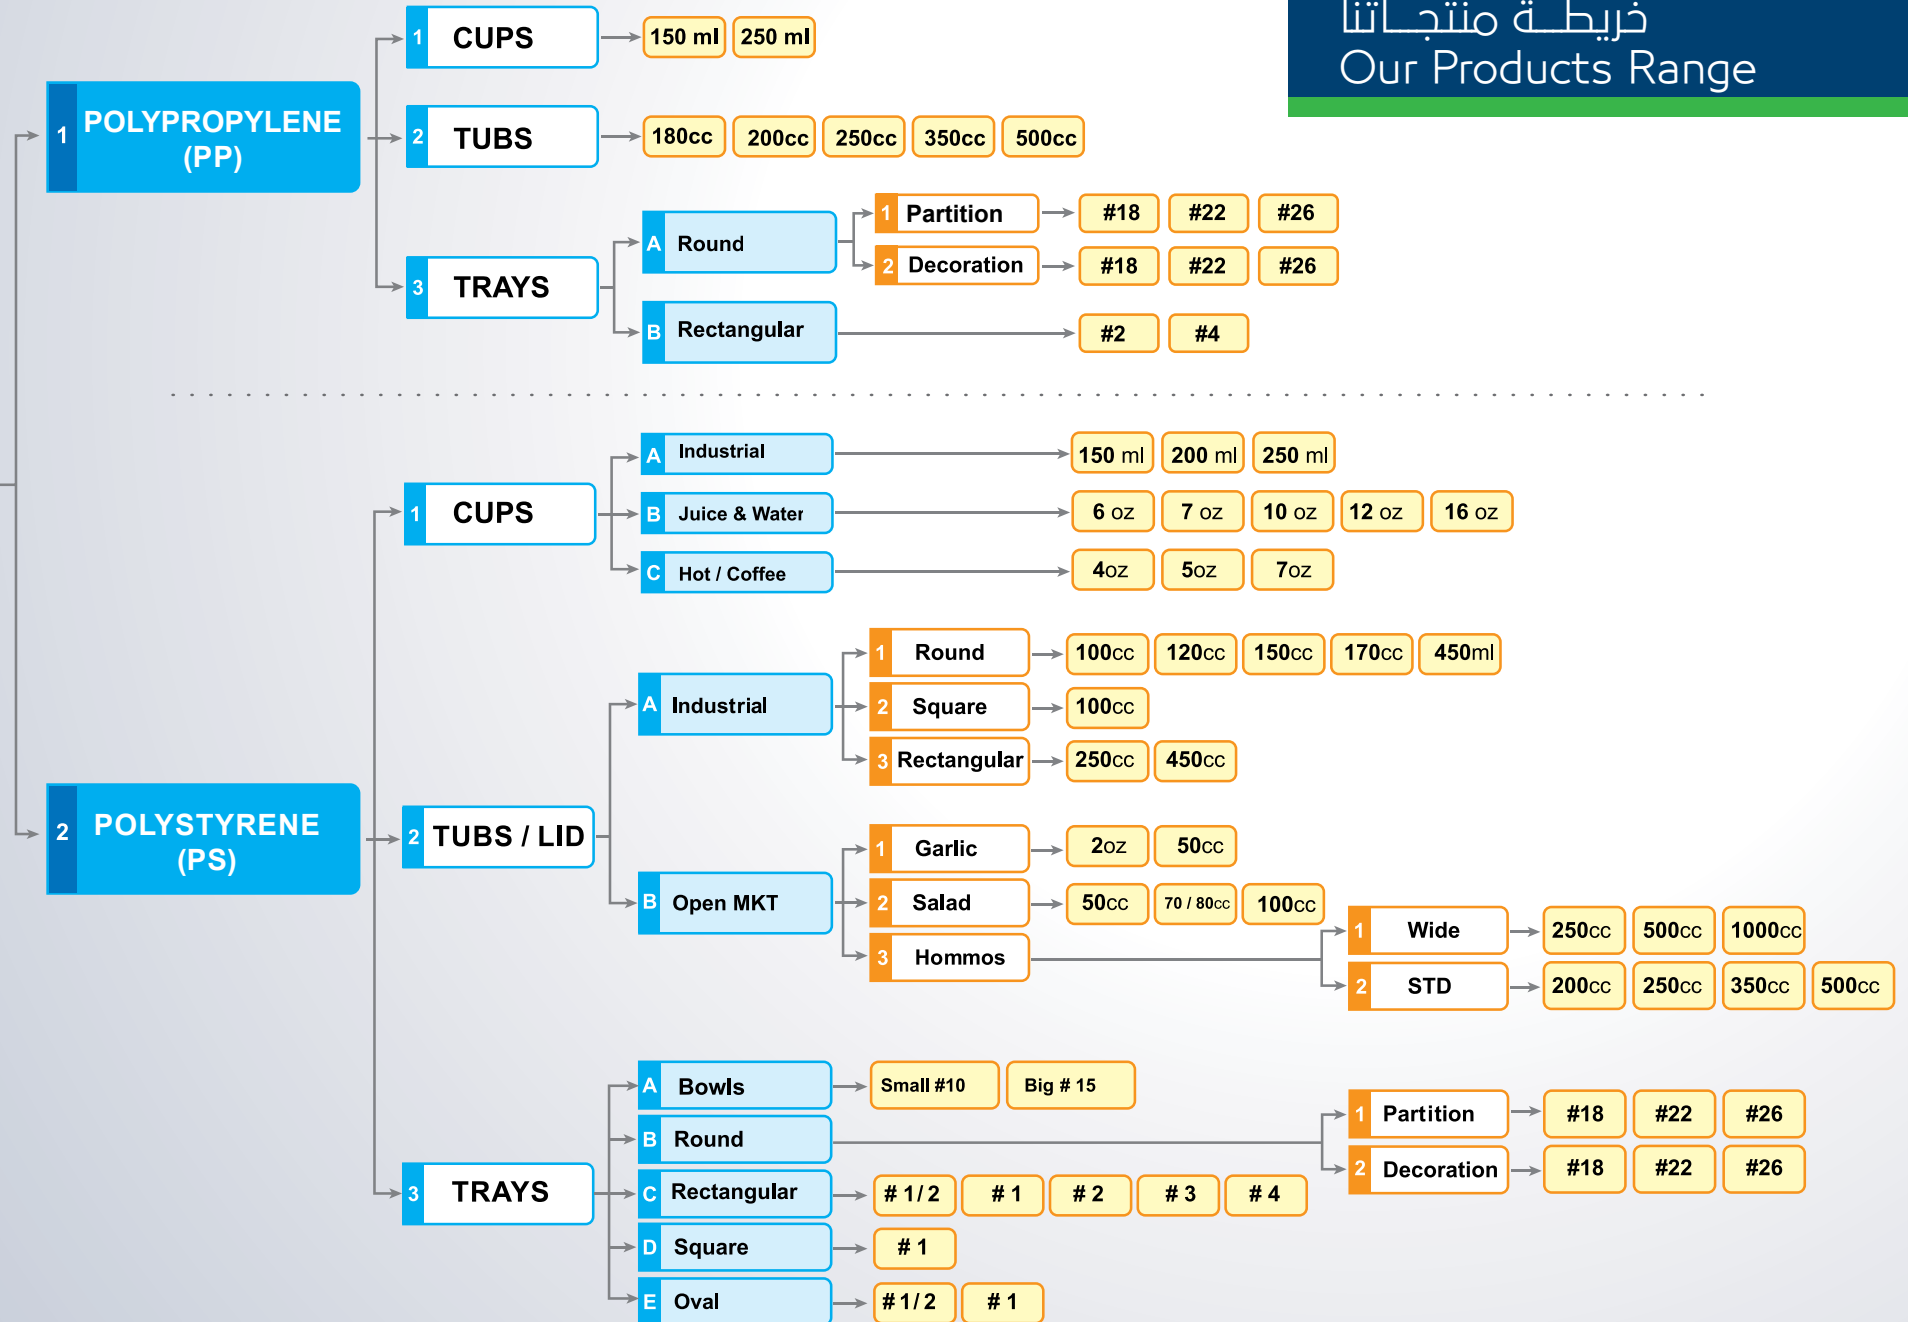 خريطة منتجاتنا
Our Products Range
1 POLYPROPYLENE
(PP)
1 CUPS 150 ml 250 ml
2 TUBS 180cc 200cc 250cc 350cc 500cc
3 TRAYS
A Round
1 Partition #18 #22 #26
2 Decoration #18 #22 #26
B Rectangular #2 #4
2 POLYSTYRENE
(PS)
1 CUPS
A Industrial 150 ml 200 ml 250 ml
B Juice & Water 6 oz 7 oz 10 oz 12 oz 16 oz
C Hot / Coffee 4oz 5oz 7oz
2 TUBS / LID
A Industrial
1 Round 100cc 120cc 150cc 170cc 450ml
2 Square 100cc
3 Rectangular 250cc 450cc
B Open MKT
1 Garlic 2oz 50cc
2 Salad 50cc 70 / 80cc 100cc
3 Hommos
1 Wide 250cc 500cc 1000cc
2 STD 200cc 250cc 350cc 500cc
3 TRAYS
A Bowls Small #10 Big # 15
B Round
1 Partition #18 #22 #26
2 Decoration #18 #22 #26
C Rectangular # 1/2 # 1 # 2 # 3 # 4
D Square # 1
E Oval # 1/2 # 1